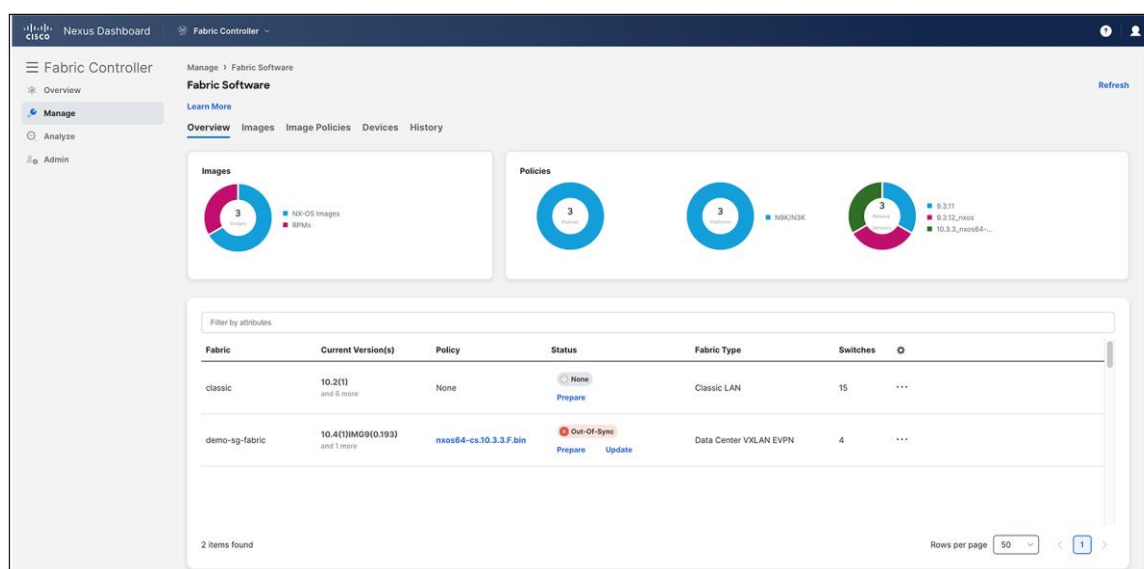 CISCO Nexus Dashboard Fabric Controller
Fabric Controller
Overview
Manage
Analyze
Admin
Manage > Fabric Software
Fabric Software
Refresh
Learn More
Overview Images Image Policies Devices History
Images
3
Images
NX-OS Images
RPMs
Policies
3
Policies
3
Platforms
N9K/N3K
3
Release
Versions
9.3.11
9.3.12_nxos
10.3.3_nxos64-...
Filter by attributes
Fabric Current Version(s) Policy Status Fabric Type Switches
classic 10.2(1) None None Classic LAN 15 ...
and 6 more Prepare
demo-sg-fabric 10.4(1)IMG9(0.193) nxos64-cs.10.3.3.F.bin Out-Of-Sync Data Center VXLAN EVPN 4 ...
and 1 more Prepare Update
2 items found
Rows per page 50 1